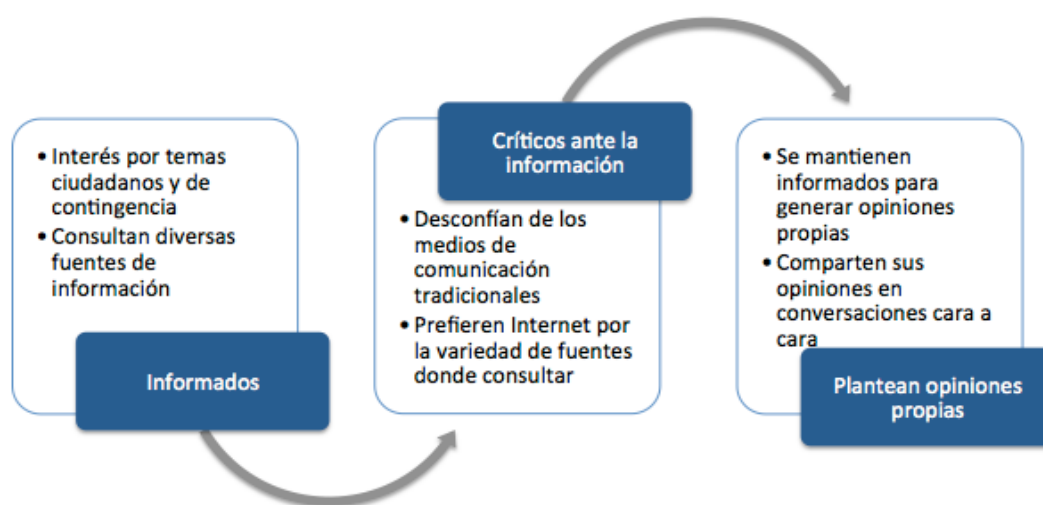 • Interés por temas
ciudadanos y de
contingencia
• Consultan diversas
fuentes de
información
Informados
Críticos ante la
información
• Desconfían de los
medios de
comunicación
tradicionales
• Prefieren Internet por
la variedad de fuentes
donde consultar
• Se mantienen
informados para
generar opiniones
propias
• Comparten sus
opiniones en
conversaciones cara a
cara
Plantean opiniones
propias